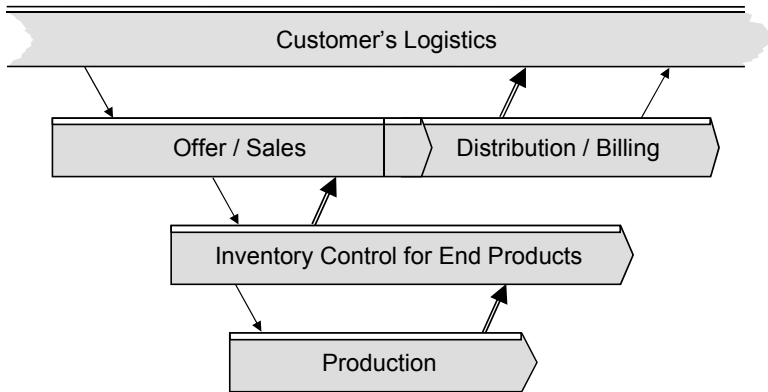 Customer’s Logistics
Offer / Sales
Distribution / Billing
Inventory Control for End Products
Production